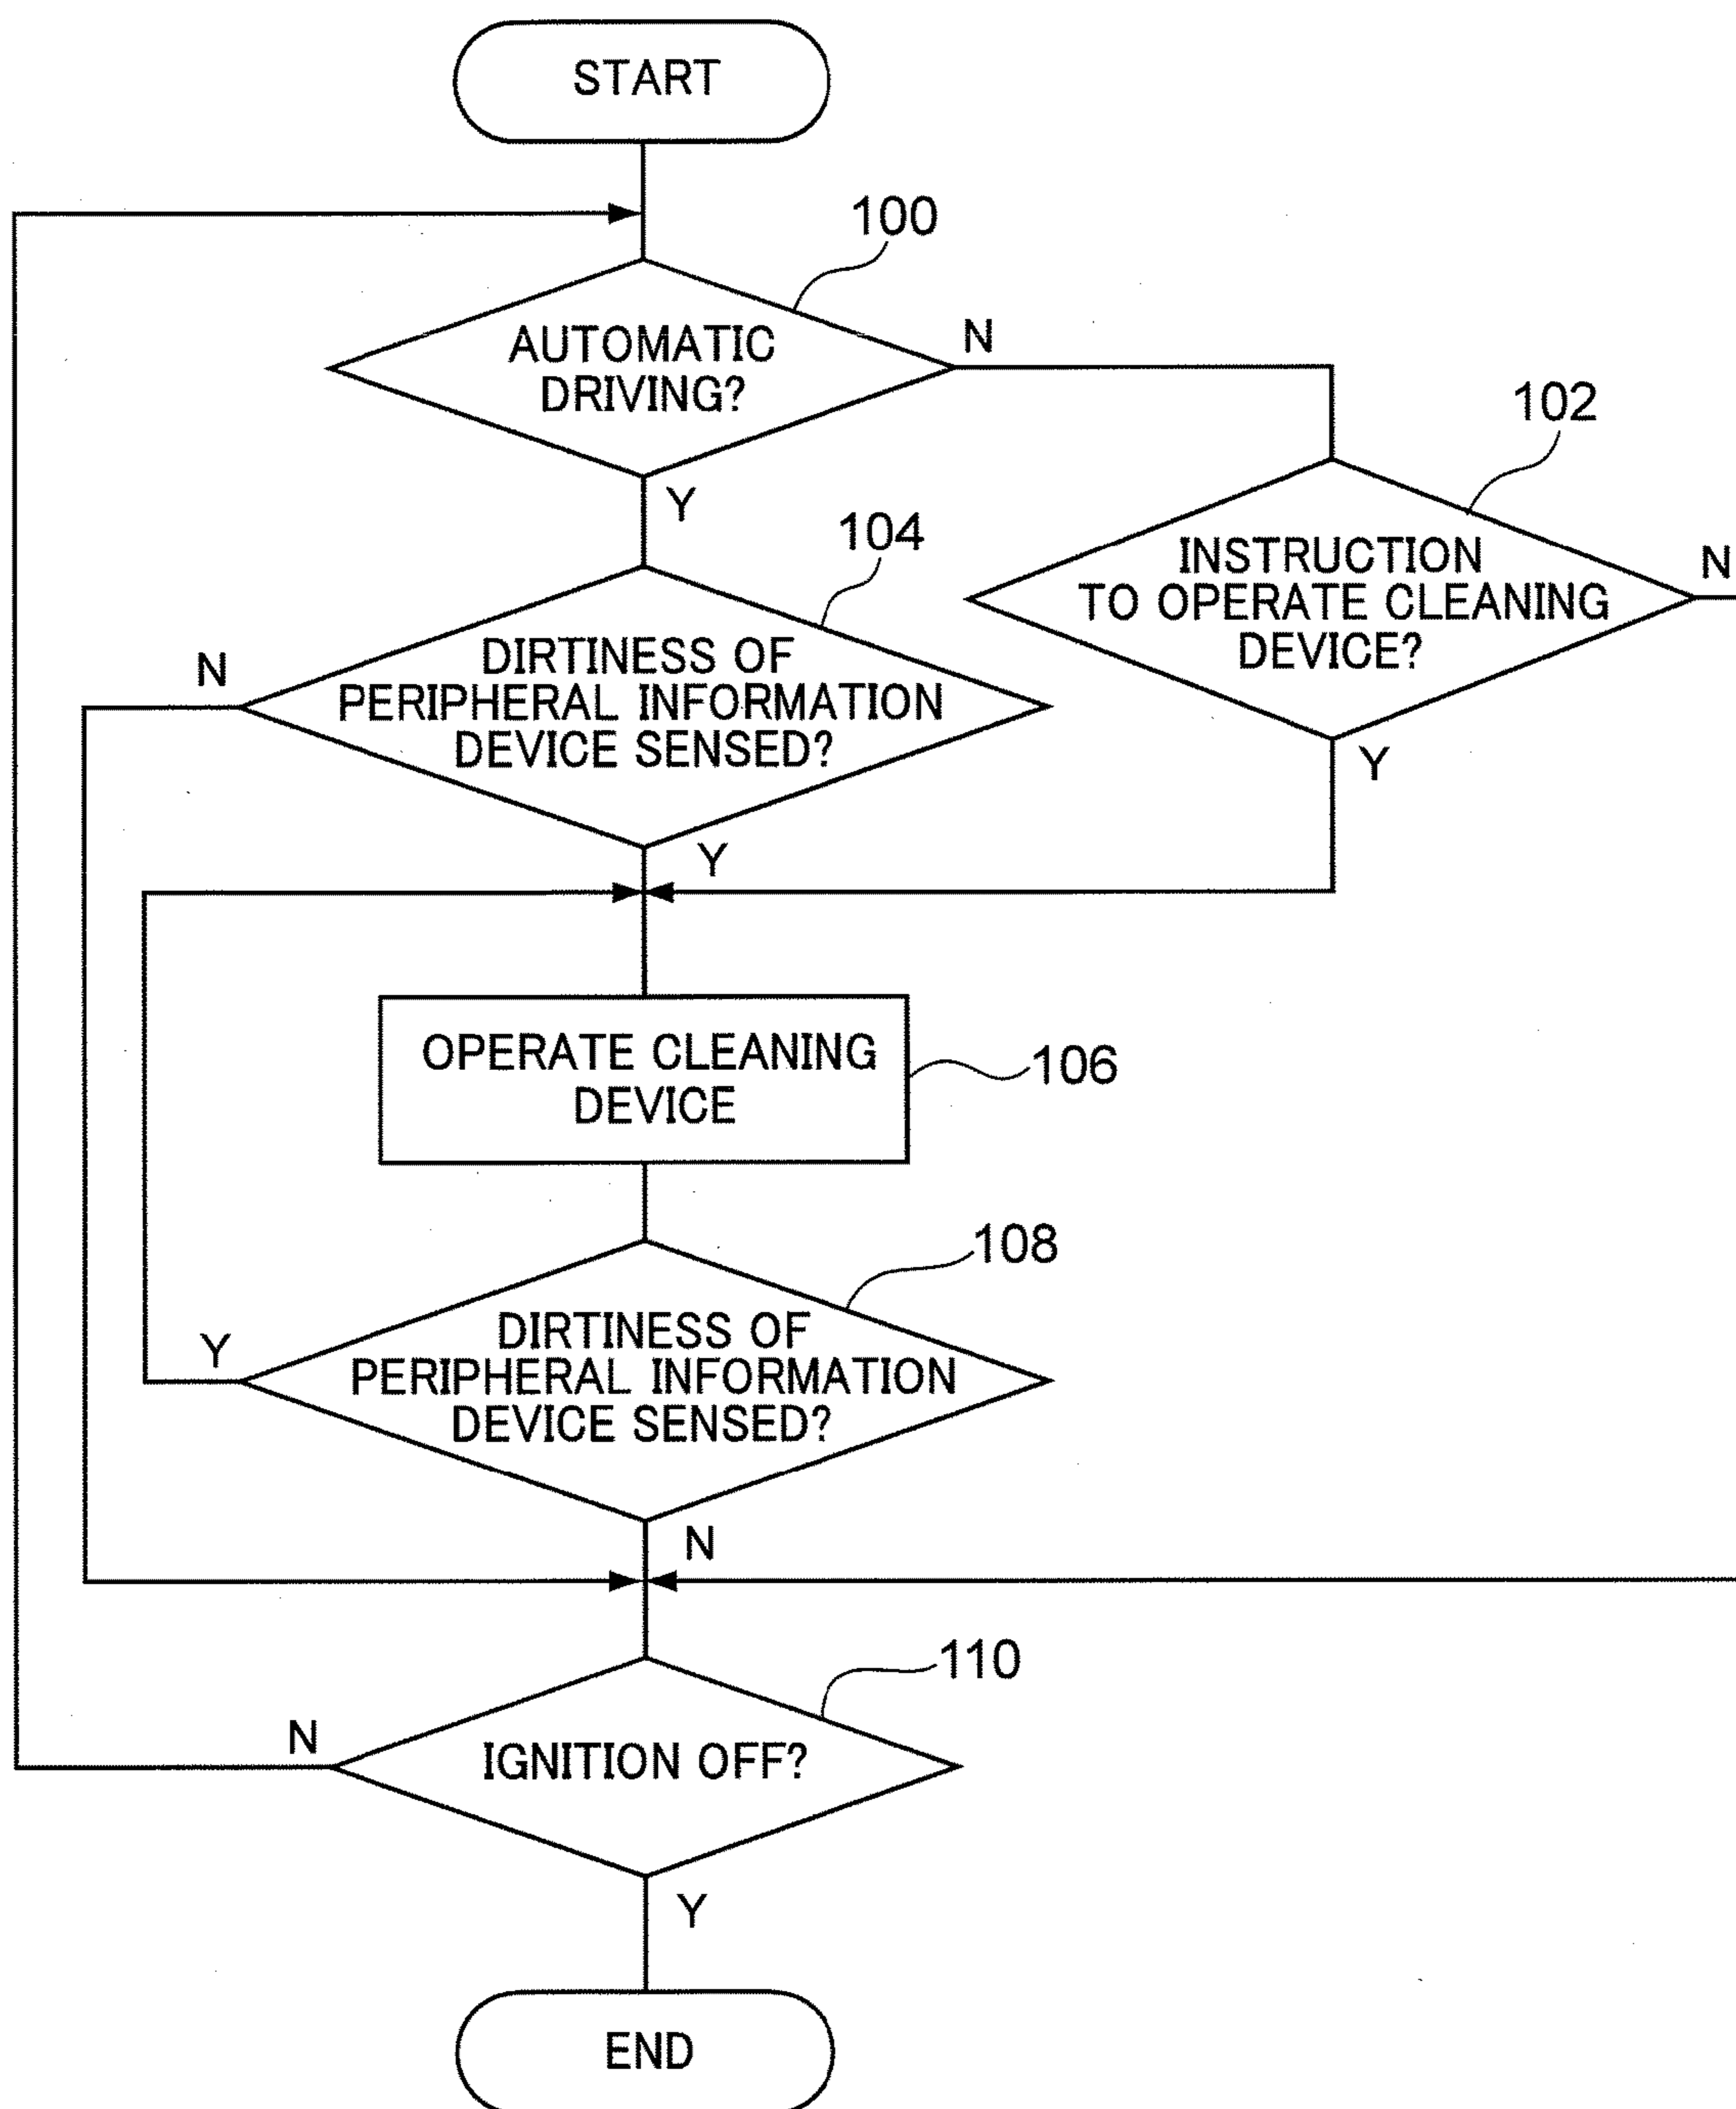 START
100
AUTOMATIC
DRIVING?
N
Y
102
INSTRUCTION
TO OPERATE CLEANING
DEVICE?
N
Y
104
DIRTINESS OF
PERIPHERAL INFORMATION
DEVICE SENSED?
N
Y
OPERATE CLEANING
DEVICE
106
108
DIRTINESS OF
PERIPHERAL INFORMATION
DEVICE SENSED?
Y
N
110
IGNITION OFF?
N
Y
END